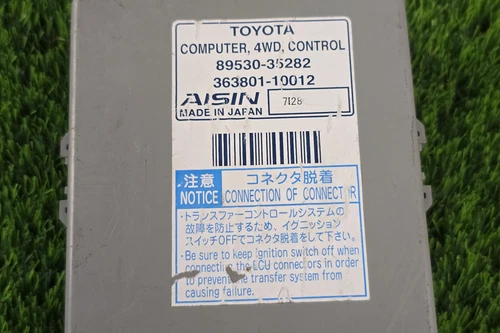 TOYOTA
COMPUTER, 4WD, CONTROL
89530-35282
363801-10012
AISIN 7128
MADE IN JAPAN
注意 コネクタ脱着
NOTICE CONNECTION OF CONNECTOR
・トランスファーコントロールシステムの
故障を防止するため、イグニッション
スイッチOFFでコネクタ脱着をして下さい。
・Be sure to keep ignition switch off when
connecting the ECU connectors in order
to prevent the transfer system from
causing failure.